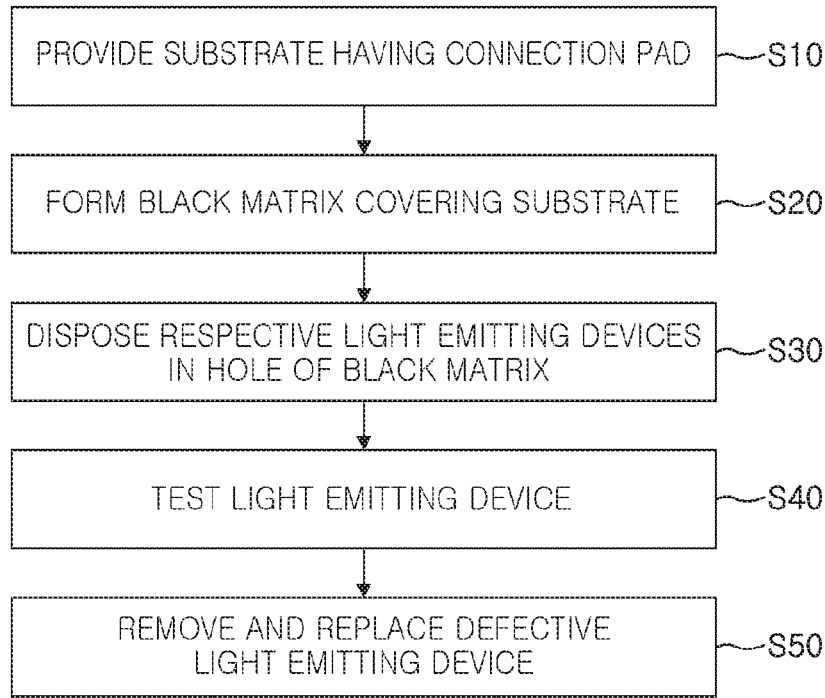 PROVIDE SUBSTRATE HAVING CONNECTION PAD
S10
FORM BLACK MATRIX COVERING SUBSTRATE
S20
DISPOSE RESPECTIVE LIGHT EMITTING DEVICES
IN HOLE OF BLACK MATRIX
S30
TEST LIGHT EMITTING DEVICE
S40
REMOVE AND REPLACE DEFECTIVE
LIGHT EMITTING DEVICE
S50